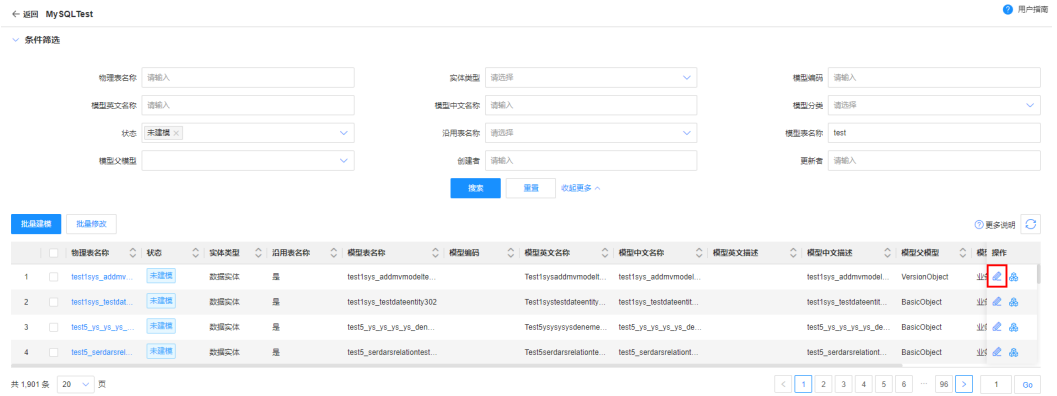 ← 返回 MySQLTest
? 用户指南
条件筛选
物理表名称 请输入 实体类型 请选择 模型编码 请输入
模型英文名称 请输入 模型中文名称 请输入 模型分类 请选择
状态 未建模 × 沿用表名称 请选择 模型表名称 test
模型父模型 创建者 请输入 更新者 请输入
搜索 重置 收起更多
批量建模 批量修改 ? 更多说明
物理表名称 状态 实体类型 沿用表名称 模型表名称 模型编码 模型英文名称 模型中文名称 模型英文描述 模型中文描述 模型父模型 操作
1 test1sys_addmv... 未建模 数据实体 是 test1sys_addmvmodelte... Test1sysaddmvmodelt... test1sys_addmvmodel... test1sys_addmvmodel... VersionObject
2 test1sys_testdat... 未建模 数据实体 是 test1sys_testdateentity302 Test1systestdateentity... test1sys_testdateentit... test1sys_testdateentit... BasicObject
3 test5_ys_ys_ys_... 未建模 数据实体 是 test5_ys_ys_ys_ys_den... Test5ysysysysdeneme... test5_ys_ys_ys_ys_de... test5_ys_ys_ys_ys_de... BasicObject
4 test5_serdarsrel... 未建模 数据实体 是 test5_serdarsrelationtest... Test5serdarsrelationte... test5_serdarsrelationt... test5_serdarsrelationt... BasicObject
共 1,901 条 20 页 < 1 2 3 4 5 6 ··· 96 > 1 Go